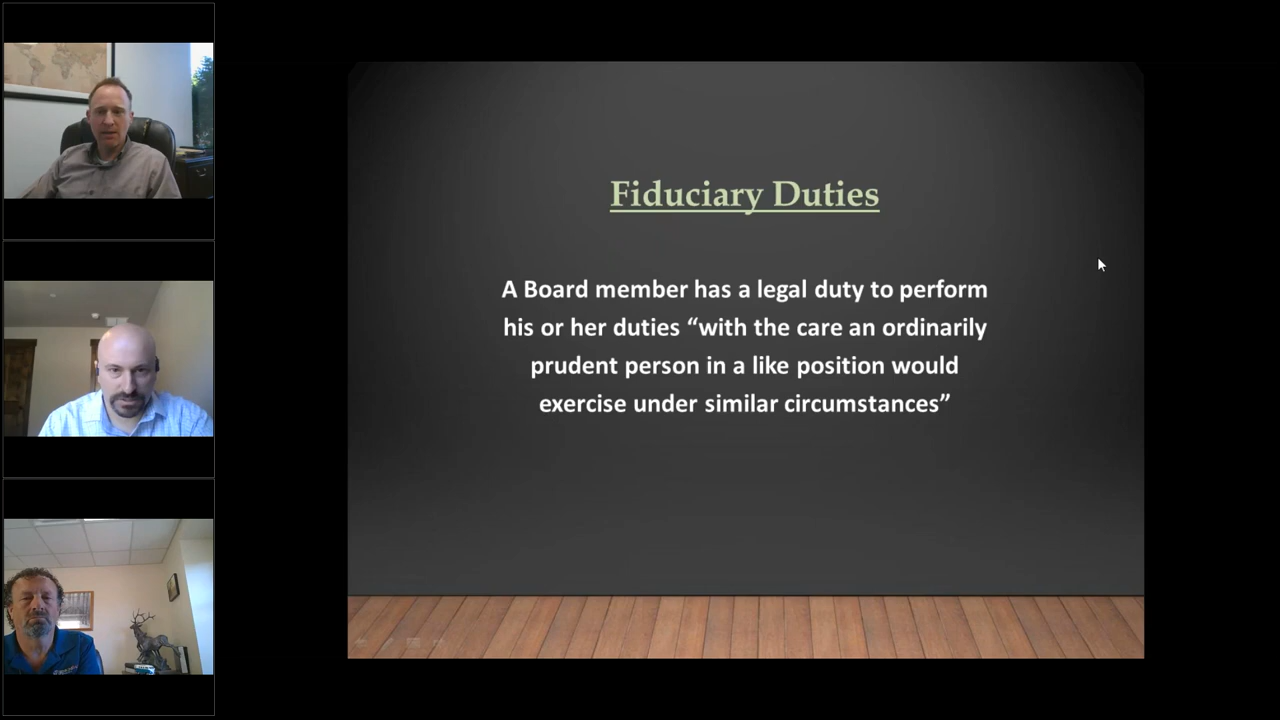 Fiduciary Duties
A Board member has a legal duty to perform
his or her duties “with the care an ordinarily
prudent person in a like position would
exercise under similar circumstances”